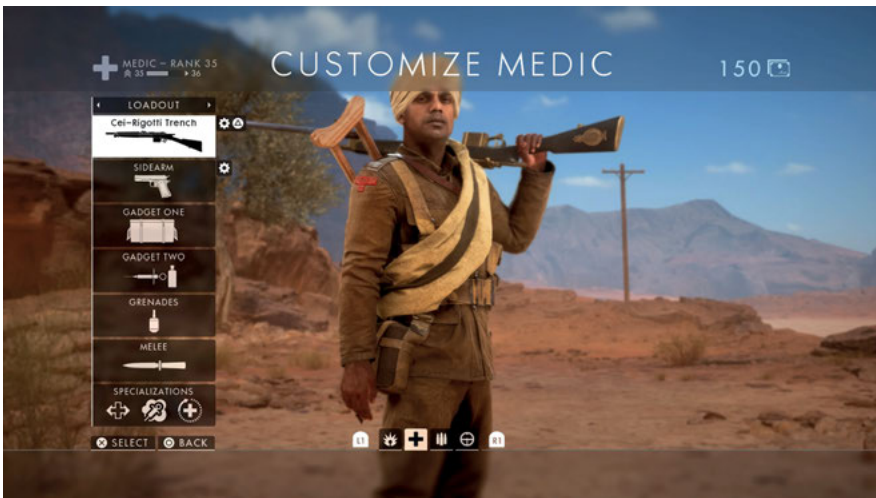 MEDIC – RANK 35
35 36
CUSTOMIZE MEDIC
150
LOADOUT
Cei-Rigotti Trench
SIDEARM
GADGET ONE
GADGET TWO
GRENADES
MELEE
SPECIALIZATIONS
SELECT BACK
L1 R1